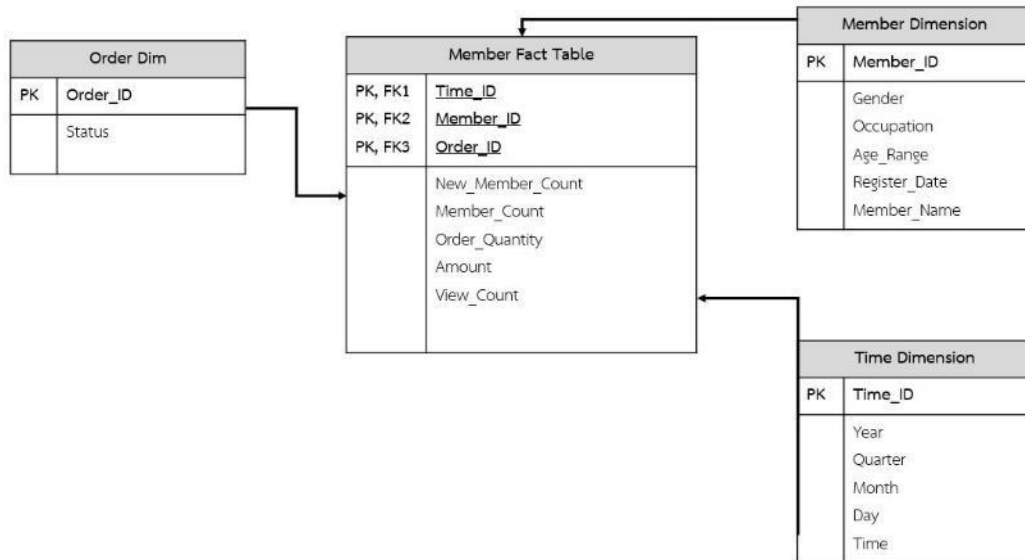 Order Dim
PK Order_ID
Status
Member Fact Table
PK, FK1 Time_ID
PK, FK2 Member_ID
PK, FK3 Order_ID
New_Member_Count
Member_Count
Order_Quantity
Amount
View_Count
Member Dimension
PK Member_ID
Gender
Occupation
Age_Range
Register_Date
Member_Name
Time Dimension
PK Time_ID
Year
Quarter
Month
Day
Time